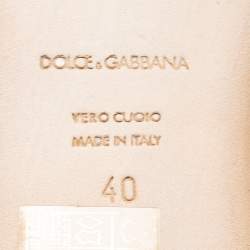 DOLCE & GABBANA
VERO CUOIO
MADE IN ITALY
40